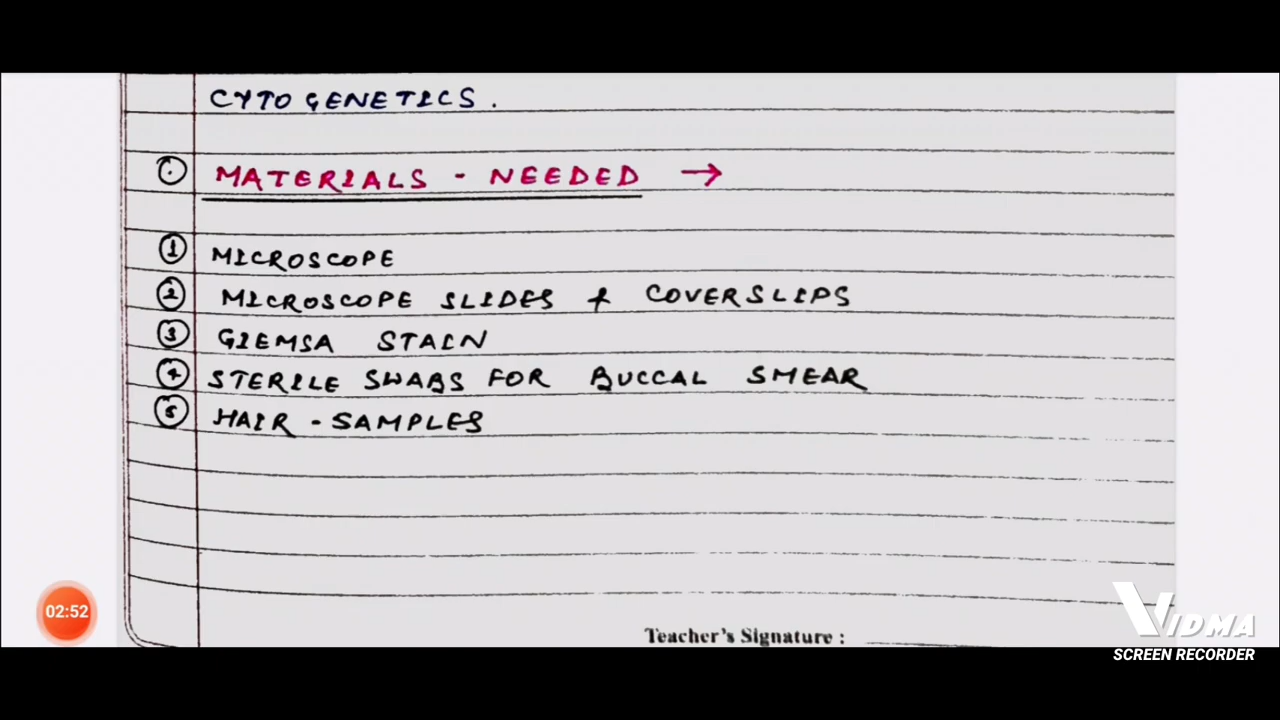 CYTOGENETICS.
MATERIALS - NEEDED →
1 MICROSCOPE
2 MICROSCOPE SLIDES & COVERSLIPS
3 GIEMSA STAIN
4 STERILE SWABS FOR BUCCAL SMEAR
5 HAIR - SAMPLES
02:52
Teacher's Signature :
VIDMA
SCREEN RECORDER